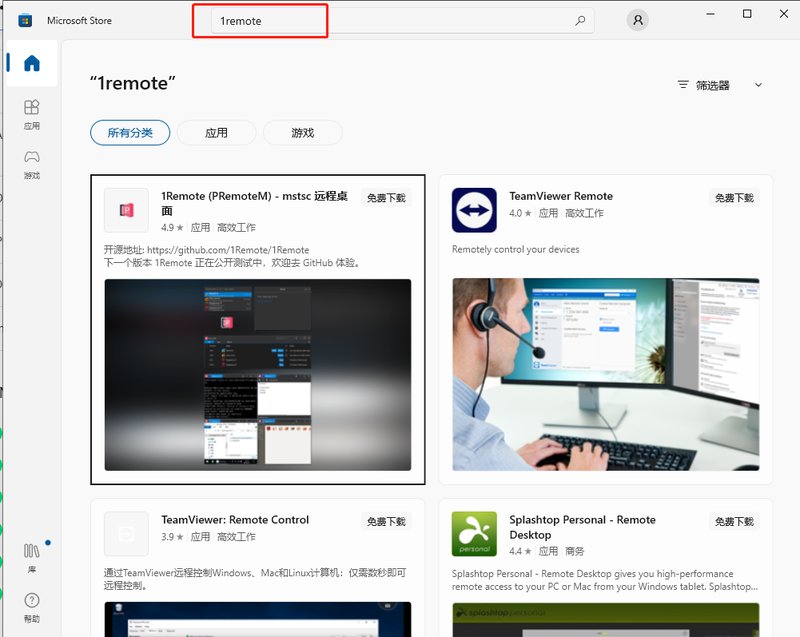 Microsoft Store
1remote
“1remote”
筛选器
所有分类
应用
游戏
应用
游戏
1Remote (PRemoteM) - mstsc 远程桌
面
免费下载
4.9 ★ 应用 高效工作
开源地址: https://github.com/1Remote/1Remote
下一个版本 1Remote 正在公开测试中，欢迎去 GitHub 体验。
TeamViewer Remote
免费下载
4.0 ★ 应用 高效工作
Remotely control your devices
TeamViewer: Remote Control
免费下载
3.9 ★ 应用 高效工作
通过TeamViewer远程控制Windows、Mac和Linux计算机：仅需数秒即可
远程控制。
personal
Splashtop Personal - Remote
Desktop
免费下载
4.4 ★ 应用 商务
Splashtop Personal - Remote Desktop gives you high-performance
remote access to your PC or Mac from your Windows tablet. Splashtop...
splashtop personal
库
帮助